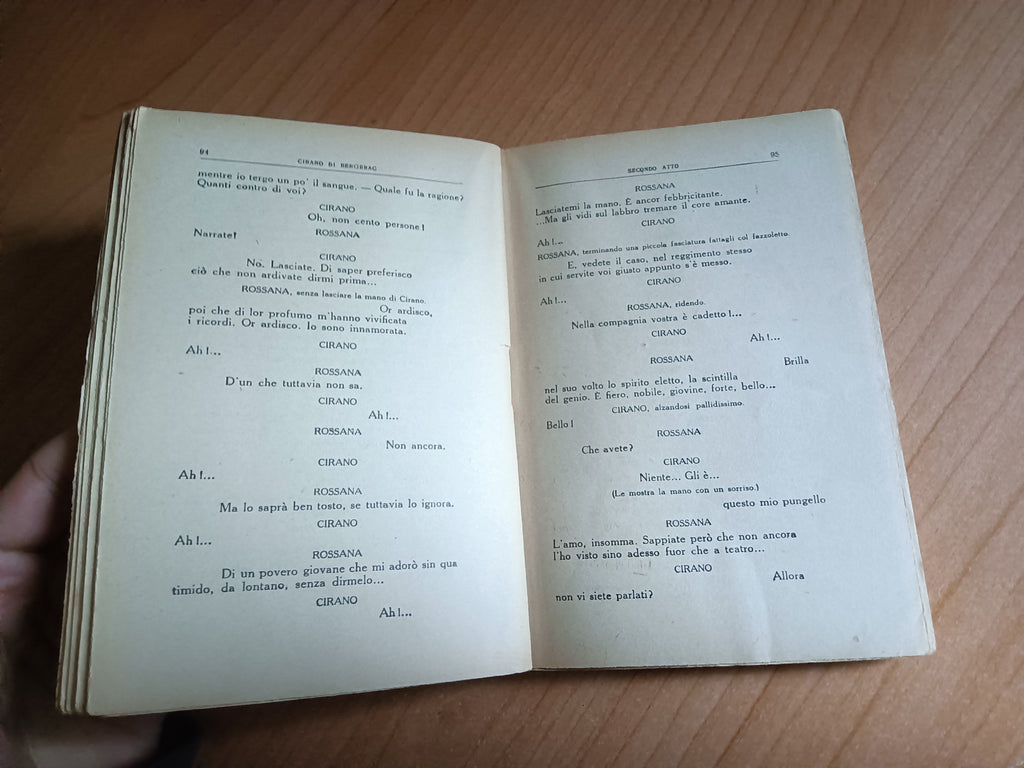 94
CIRANO DI BERGERAC
mentre io tergo un po' il sangue. — Quale fu la ragione?
Quanti contro di voi?
CIRANO
Oh, non cento persone!
ROSSANA
Narrate!
CIRANO
No. Lasciate. Di saper preferisco
ciò che non ardivate dirmi prima...
ROSSANA, senza lasciare la mano di Cirano.
Or ardisco,
poi che di lor profumo m'hanno vivificata
i ricordi. Or ardisco. Io sono innamorata.
CIRANO
Ah!...
ROSSANA
D'un che tuttavia non sa.
CIRANO
Ah!...
ROSSANA
Non ancora.
CIRANO
Ah!...
ROSSANA
Ma lo saprà ben tosto, se tuttavia lo ignora.
CIRANO
Ah!...
ROSSANA
Di un povero giovane che mi adorò sin qua
timido, da lontano, senza dirmelo...
CIRANO
Ah!...
SECONDO ATTO
95
ROSSANA
Lasciatemi la mano. È ancor febbricitante.
...Ma gli vidi sul labbro tremare il core amante.
CIRANO
Ah!...
ROSSANA, terminando una piccola fasciatura fattagli col fazzoletto.
E, vedete il caso, nel reggimento stesso
in cui servite voi giusto appunto s'è messo.
CIRANO
Ah!...
ROSSANA, ridendo.
Nella compagnia vostra è cadetto!...
CIRANO
Ah!...
ROSSANA
Brilla
nel suo volto lo spirito eletto, la scintilla
del genio. È fiero, nobile, giovine, forte, bello...
CIRANO, alzandosi pallidissimo.
Bello!
ROSSANA
Che avete?
CIRANO
Niente... Gli è...
(Le mostra la mano con un sorriso.)
questo mio pungello
ROSSANA
L'amo, insomma. Sappiate però che non ancora
l'ho visto sino adesso fuor che a teatro...
CIRANO
Allora
non vi siete parlati?